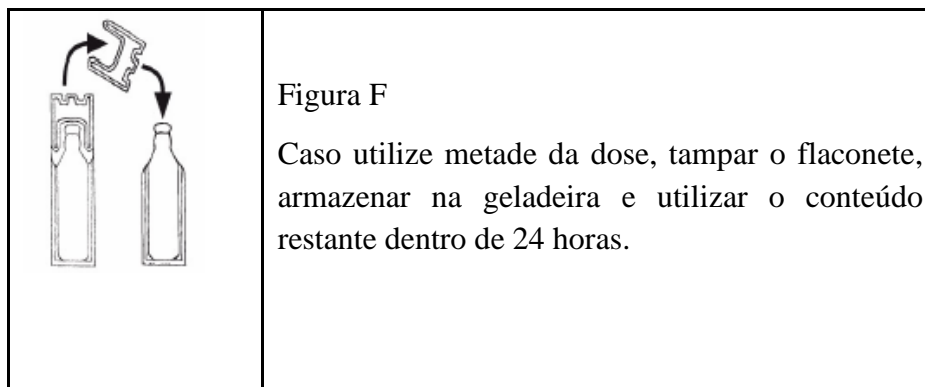 Figura F
Caso utilize metade da dose, tampar o flaconete,
armazenar na geladeira e utilizar o conteúdo
restante dentro de 24 horas.